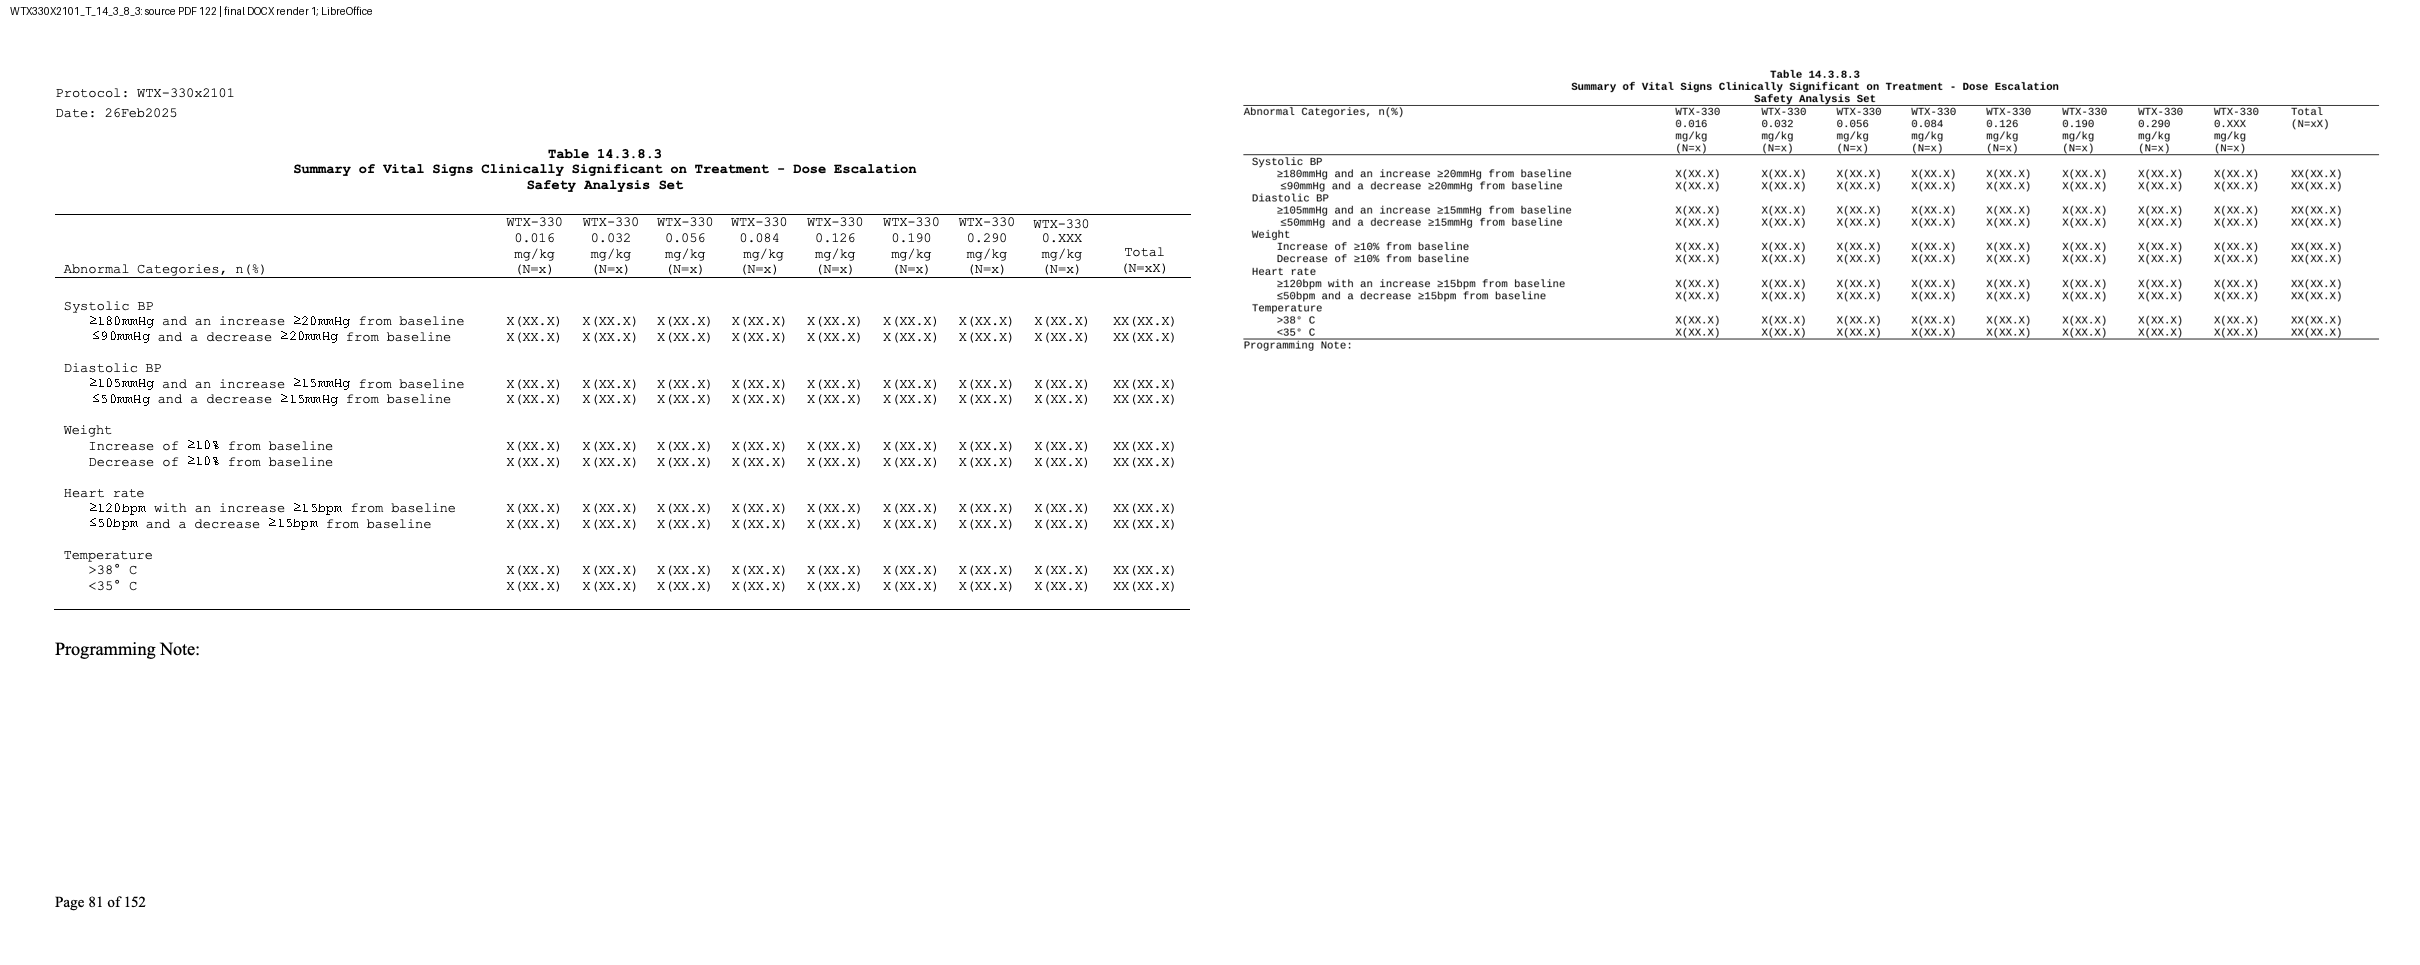 WTX330X2101_T_14_3_8_3: source PDF 122 | final DOCX render 1; LibreOffice
Protocol: WTX-330x2101
Date: 26Feb2025
Table 14.3.8.3
Summary of Vital Signs Clinically Significant on Treatment - Dose Escalation
Safety Analysis Set
WTX-330 WTX-330 WTX-330 WTX-330 WTX-330 WTX-330 WTX-330 WTX-330
0.016 0.032 0.056 0.084 0.126 0.190 0.290 0.XXX
mg/kg mg/kg mg/kg mg/kg mg/kg mg/kg mg/kg mg/kg Total
Abnormal Categories, n(%) (N=x) (N=x) (N=x) (N=x) (N=x) (N=x) (N=x) (N=x) (N=xX)
Systolic BP
≥180mmHg and an increase ≥20mmHg from baseline X(XX.X) X(XX.X) X(XX.X) X(XX.X) X(XX.X) X(XX.X) X(XX.X) X(XX.X) XX(XX.X)
≤90mmHg and a decrease ≥20mmHg from baseline X(XX.X) X(XX.X) X(XX.X) X(XX.X) X(XX.X) X(XX.X) X(XX.X) X(XX.X) XX(XX.X)
Diastolic BP
≥105mmHg and an increase ≥15mmHg from baseline X(XX.X) X(XX.X) X(XX.X) X(XX.X) X(XX.X) X(XX.X) X(XX.X) X(XX.X) XX(XX.X)
≤50mmHg and a decrease ≥15mmHg from baseline X(XX.X) X(XX.X) X(XX.X) X(XX.X) X(XX.X) X(XX.X) X(XX.X) X(XX.X) XX(XX.X)
Weight
Increase of ≥10% from baseline X(XX.X) X(XX.X) X(XX.X) X(XX.X) X(XX.X) X(XX.X) X(XX.X) X(XX.X) XX(XX.X)
Decrease of ≥10% from baseline X(XX.X) X(XX.X) X(XX.X) X(XX.X) X(XX.X) X(XX.X) X(XX.X) X(XX.X) XX(XX.X)
Heart rate
≥120bpm with an increase ≥15bpm from baseline X(XX.X) X(XX.X) X(XX.X) X(XX.X) X(XX.X) X(XX.X) X(XX.X) X(XX.X) XX(XX.X)
≤50bpm and a decrease ≥15bpm from baseline X(XX.X) X(XX.X) X(XX.X) X(XX.X) X(XX.X) X(XX.X) X(XX.X) X(XX.X) XX(XX.X)
Temperature
>38° C X(XX.X) X(XX.X) X(XX.X) X(XX.X) X(XX.X) X(XX.X) X(XX.X) X(XX.X) XX(XX.X)
<35° C X(XX.X) X(XX.X) X(XX.X) X(XX.X) X(XX.X) X(XX.X) X(XX.X) X(XX.X) XX(XX.X)
Programming Note:
Page 81 of 152
Table 14.3.8.3
Summary of Vital Signs Clinically Significant on Treatment - Dose Escalation
Safety Analysis Set
Abnormal Categories, n(%) WTX-330 WTX-330 WTX-330 WTX-330 WTX-330 WTX-330 WTX-330 WTX-330 Total
0.016 0.032 0.056 0.084 0.126 0.190 0.290 0.XXX (N=xX)
mg/kg mg/kg mg/kg mg/kg mg/kg mg/kg mg/kg mg/kg
(N=x) (N=x) (N=x) (N=x) (N=x) (N=x) (N=x) (N=x)
Systolic BP
≥180mmHg and an increase ≥20mmHg from baseline X(XX.X) X(XX.X) X(XX.X) X(XX.X) X(XX.X) X(XX.X) X(XX.X) X(XX.X) XX(XX.X)
≤90mmHg and a decrease ≥20mmHg from baseline X(XX.X) X(XX.X) X(XX.X) X(XX.X) X(XX.X) X(XX.X) X(XX.X) X(XX.X) XX(XX.X)
Diastolic BP
≥105mmHg and an increase ≥15mmHg from baseline X(XX.X) X(XX.X) X(XX.X) X(XX.X) X(XX.X) X(XX.X) X(XX.X) X(XX.X) XX(XX.X)
≤50mmHg and a decrease ≥15mmHg from baseline X(XX.X) X(XX.X) X(XX.X) X(XX.X) X(XX.X) X(XX.X) X(XX.X) X(XX.X) XX(XX.X)
Weight
Increase of ≥10% from baseline X(XX.X) X(XX.X) X(XX.X) X(XX.X) X(XX.X) X(XX.X) X(XX.X) X(XX.X) XX(XX.X)
Decrease of ≥10% from baseline X(XX.X) X(XX.X) X(XX.X) X(XX.X) X(XX.X) X(XX.X) X(XX.X) X(XX.X) XX(XX.X)
Heart rate
≥120bpm with an increase ≥15bpm from baseline X(XX.X) X(XX.X) X(XX.X) X(XX.X) X(XX.X) X(XX.X) X(XX.X) X(XX.X) XX(XX.X)
≤50bpm and a decrease ≥15bpm from baseline X(XX.X) X(XX.X) X(XX.X) X(XX.X) X(XX.X) X(XX.X) X(XX.X) X(XX.X) XX(XX.X)
Temperature
>38° C X(XX.X) X(XX.X) X(XX.X) X(XX.X) X(XX.X) X(XX.X) X(XX.X) X(XX.X) XX(XX.X)
<35° C X(XX.X) X(XX.X) X(XX.X) X(XX.X) X(XX.X) X(XX.X) X(XX.X) X(XX.X) XX(XX.X)
Programming Note: